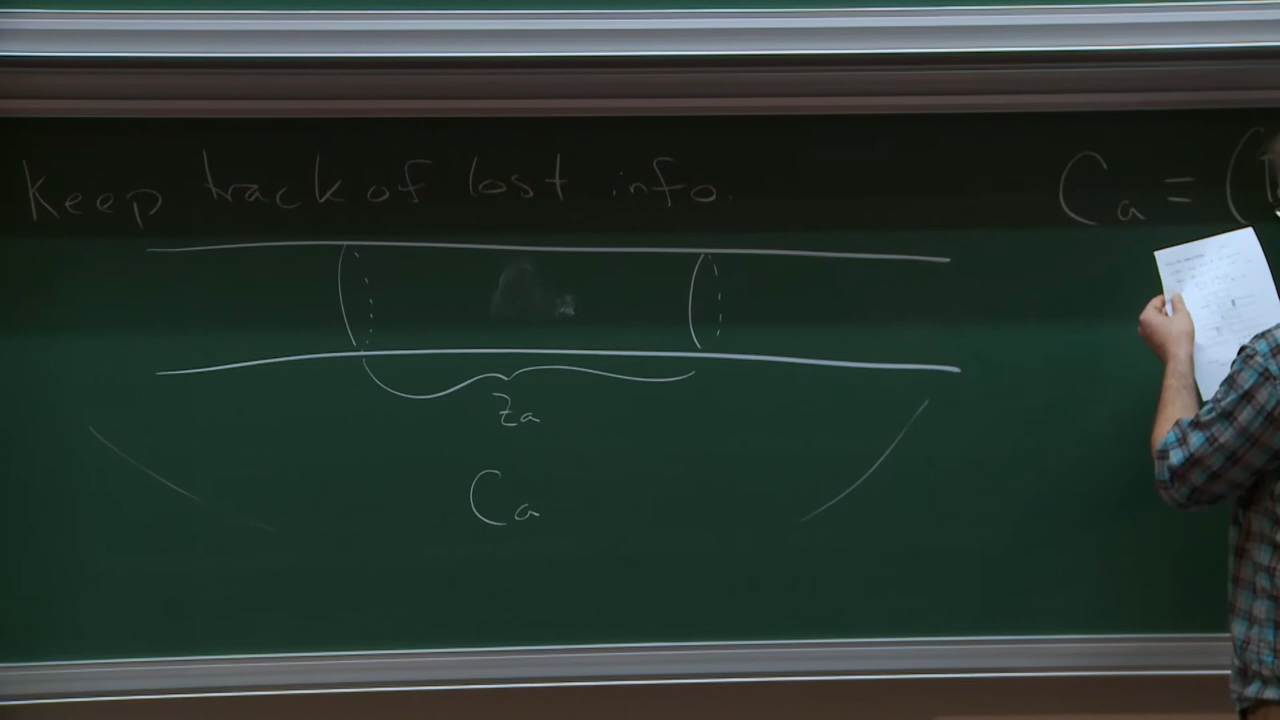 Keep track of lost info.
Ca = (
Za
Ca